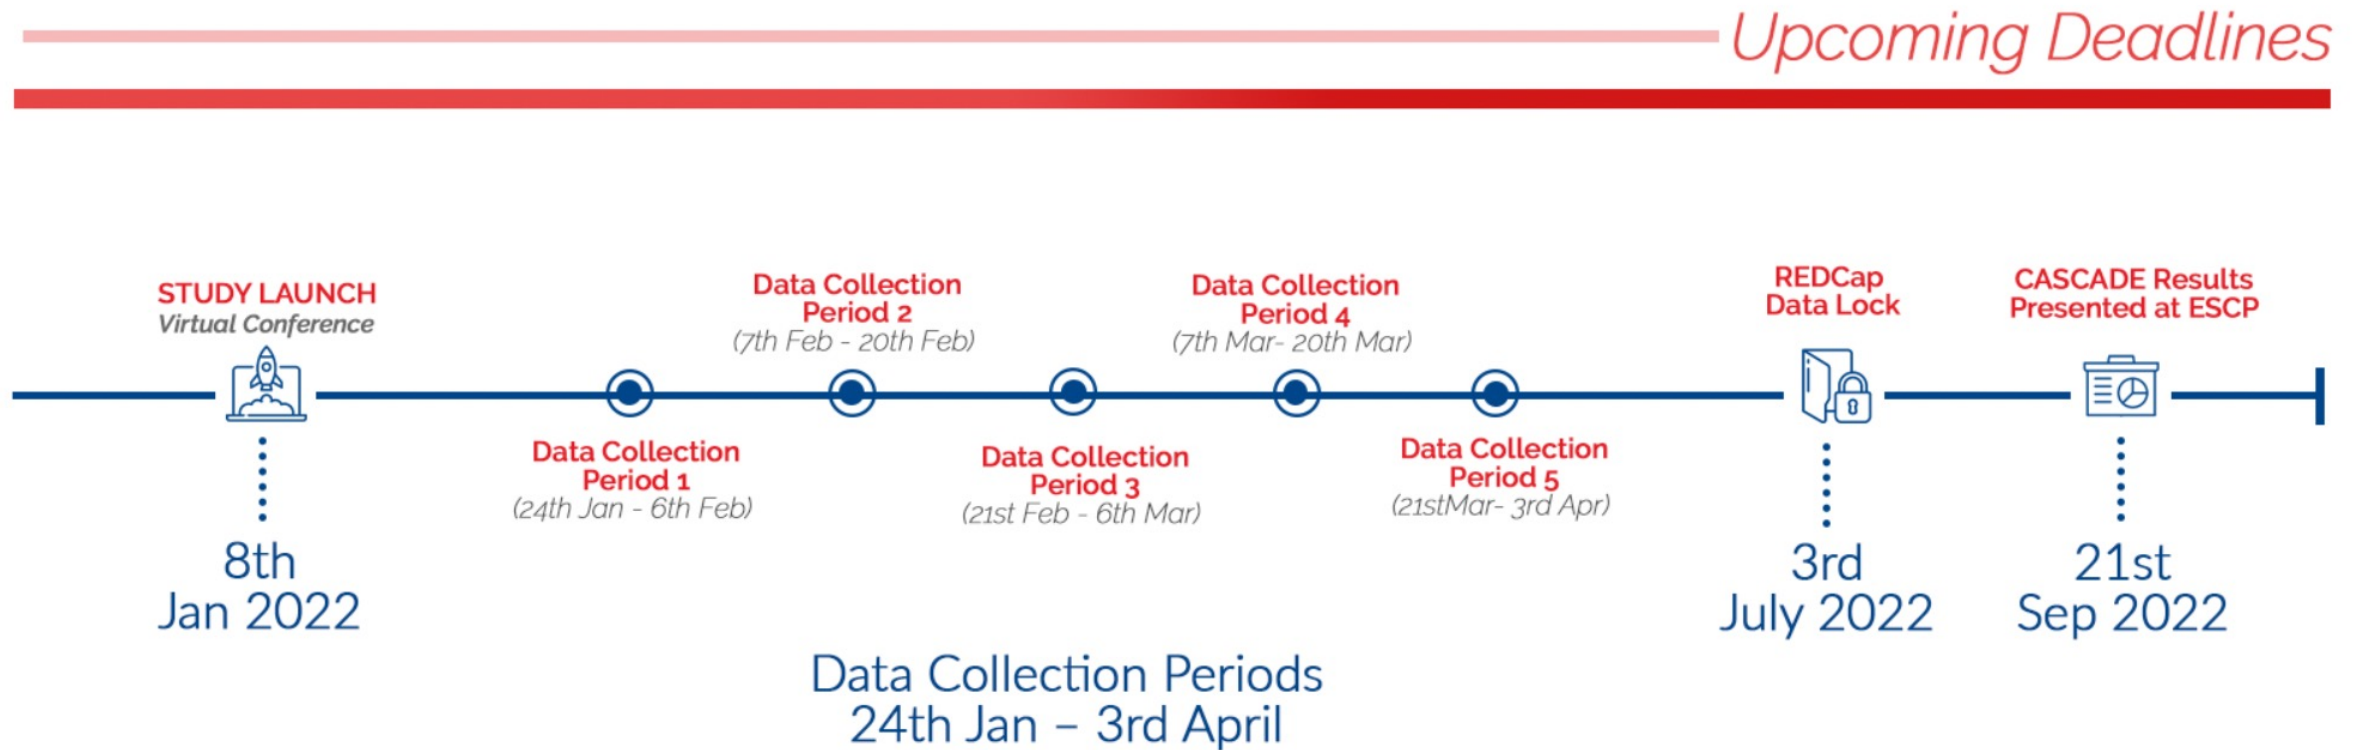 Upcoming Deadlines
STUDY LAUNCH
Virtual Conference
8th
Jan 2022
Data Collection
Period 1
(24th Jan - 6th Feb)
Data Collection
Period 2
(7th Feb - 20th Feb)
Data Collection
Period 3
(21st Feb - 6th Mar)
Data Collection
Period 4
(7th Mar- 20th Mar)
Data Collection
Period 5
(21stMar- 3rd Apr)
Data Collection Periods
24th Jan – 3rd April
REDCap
Data Lock
3rd
July 2022
CASCADE Results
Presented at ESCP
21st
Sep 2022